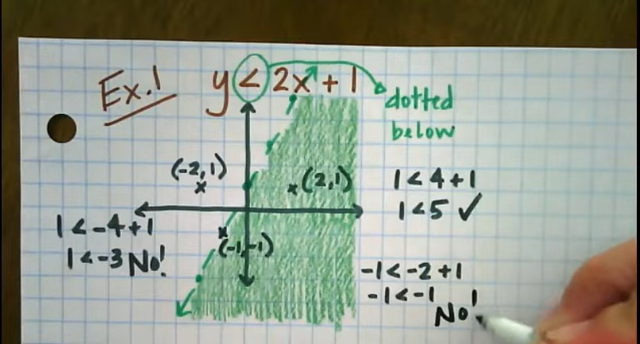 Ex.1
y < 2x + 1
dotted
below
(-2, 1)
(2, 1)
1 < 4 + 1
1 < 5 ✓
1 < -4 + 1
1 < -3 No!
(-1, -1)
-1 < -2 + 1
-1 < -1
No!